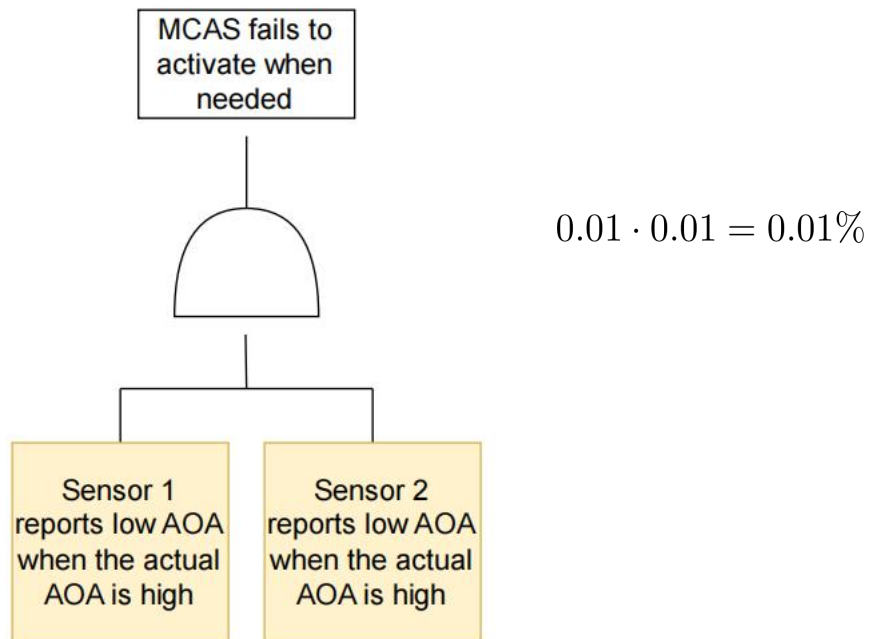 MCAS fails to
activate when
needed
0.01 · 0.01 = 0.01%
Sensor 1
reports low AOA
when the actual
AOA is high
Sensor 2
reports low AOA
when the actual
AOA is high